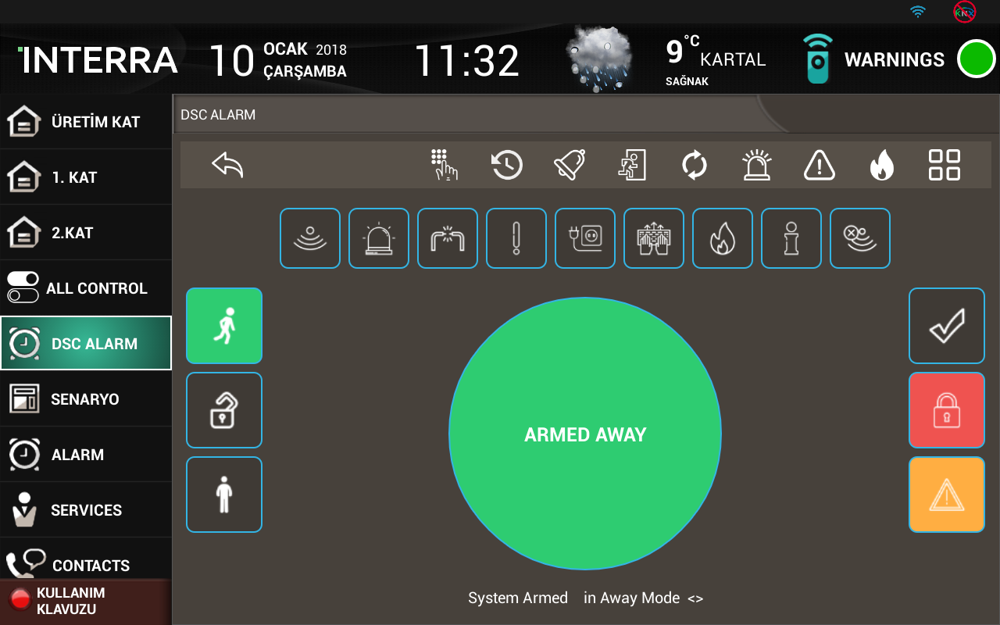 KNX
INTERRA
10 OCAK 2018
ÇARŞAMBA
11:32
9°C KARTAL
SAĞNAK
WARNINGS
ÜRETİM KAT
1. KAT
2.KAT
ALL CONTROL
DSC ALARM
SENARYO
ALARM
SERVICES
CONTACTS
KULLANIM
KLAVUZU
DSC ALARM
ARMED AWAY
System Armed in Away Mode <>